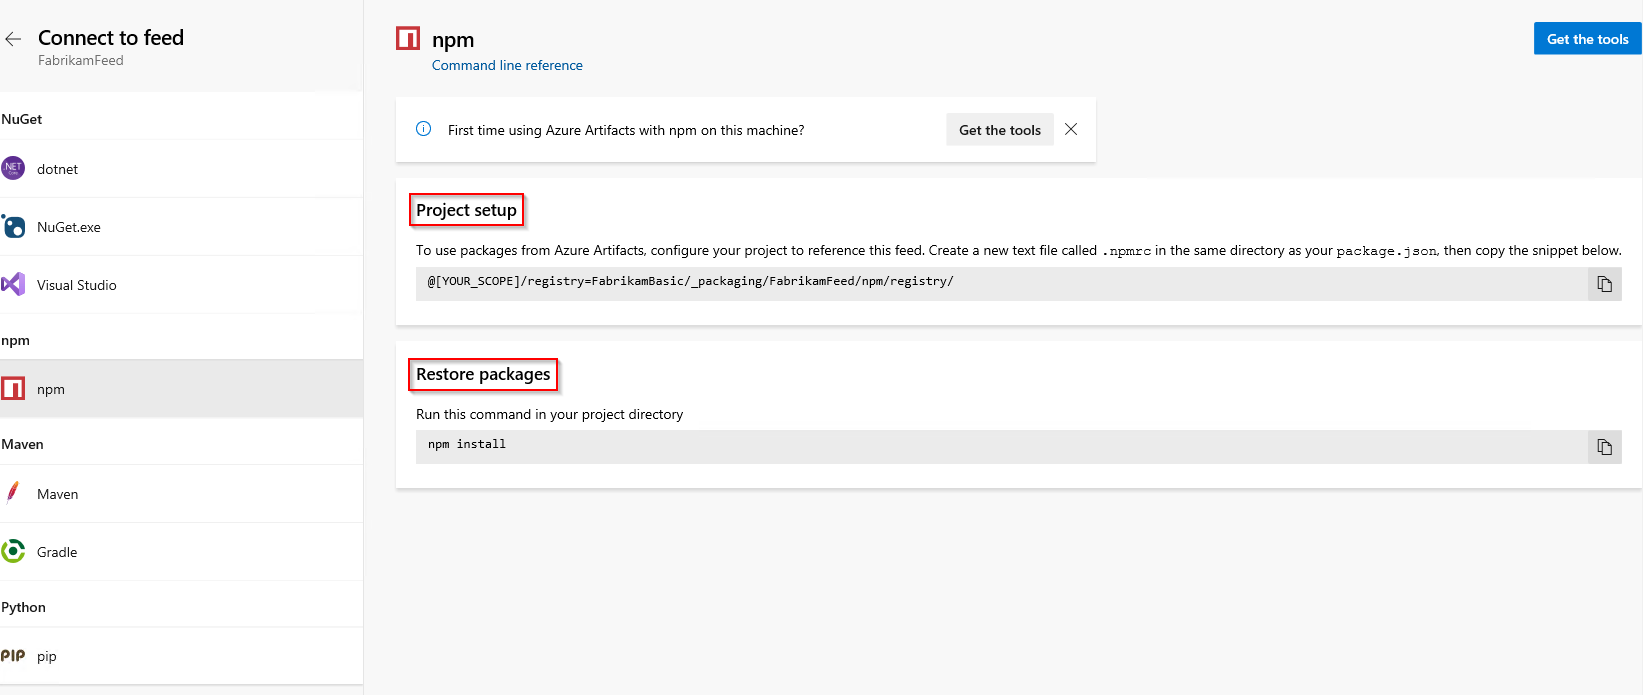 Connect to feed
FabrikamFeed
NuGet
NET
Core
dotnet
NuGet.exe
Visual Studio
npm
npm
Maven
Maven
Gradle
Python
PIP pip
npm
Command line reference
Get the tools
First time using Azure Artifacts with npm on this machine?
Get the tools
Project setup
To use packages from Azure Artifacts, configure your project to reference this feed. Create a new text file called .npmrc in the same directory as your package.json, then copy the snippet below.
@[YOUR_SCOPE]/registry=FabrikamBasic/_packaging/FabrikamFeed/npm/registry/
Restore packages
Run this command in your project directory
npm install